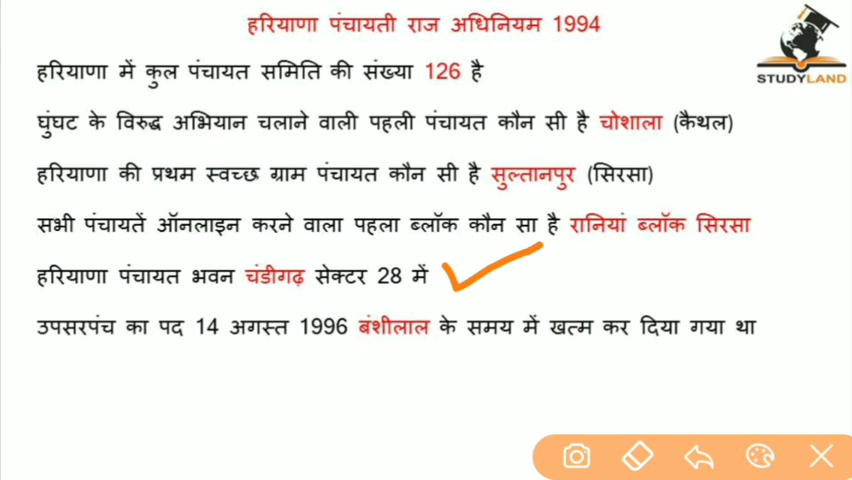 हरियाणा पंचायती राज अधिनियम 1994
STUDYLAND
हरियाणा में कुल पंचायत समिति की संख्या 126 है
घुंघट के विरुद्ध अभियान चलाने वाली पहली पंचायत कौन सी है चोशाला (कैथल)
हरियाणा की प्रथम स्वच्छ ग्राम पंचायत कौन सी है सुल्तानपुर (सिरसा)
सभी पंचायतें ऑनलाइन करने वाला पहला ब्लॉक कौन सा है रानियां ब्लॉक सिरसा
हरियाणा पंचायत भवन चंडीगढ़ सेक्टर 28 में
उपसरपंच का पद 14 अगस्त 1996 बंशीलाल के समय में खत्म कर दिया गया था